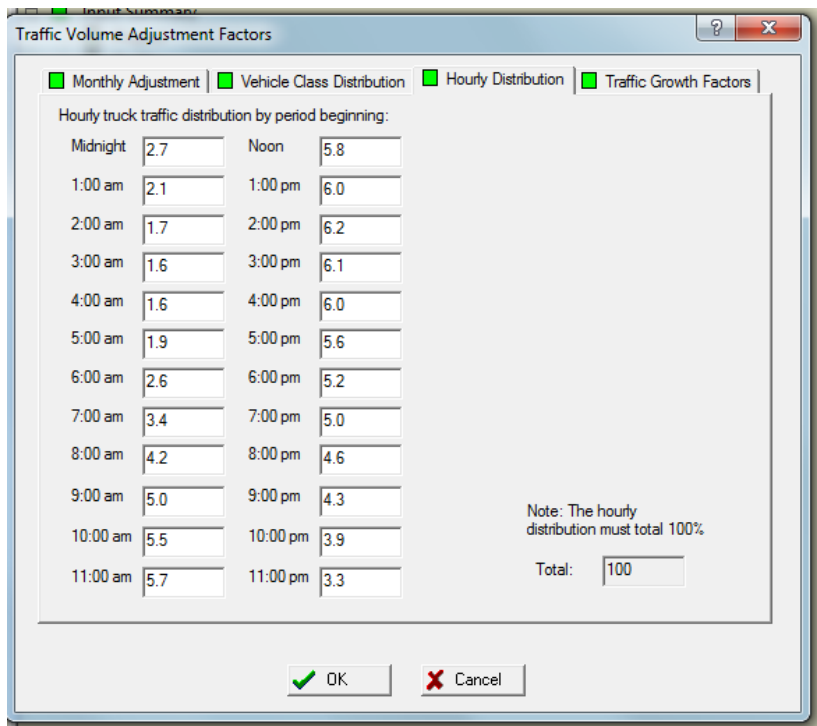 Input Summary
Traffic Volume Adjustment Factors
Monthly Adjustment Vehicle Class Distribution Hourly Distribution Traffic Growth Factors
Hourly truck traffic distribution by period beginning:
Midnight 2.7 Noon 5.8
1:00 am 2.1 1:00 pm 6.0
2:00 am 1.7 2:00 pm 6.2
3:00 am 1.6 3:00 pm 6.1
4:00 am 1.6 4:00 pm 6.0
5:00 am 1.9 5:00 pm 5.6
6:00 am 2.6 6:00 pm 5.2
7:00 am 3.4 7:00 pm 5.0
8:00 am 4.2 8:00 pm 4.6
9:00 am 5.0 9:00 pm 4.3
10:00 am 5.5 10:00 pm 3.9
11:00 am 5.7 11:00 pm 3.3
Note: The hourly
distribution must total 100%
Total: 100
OK Cancel